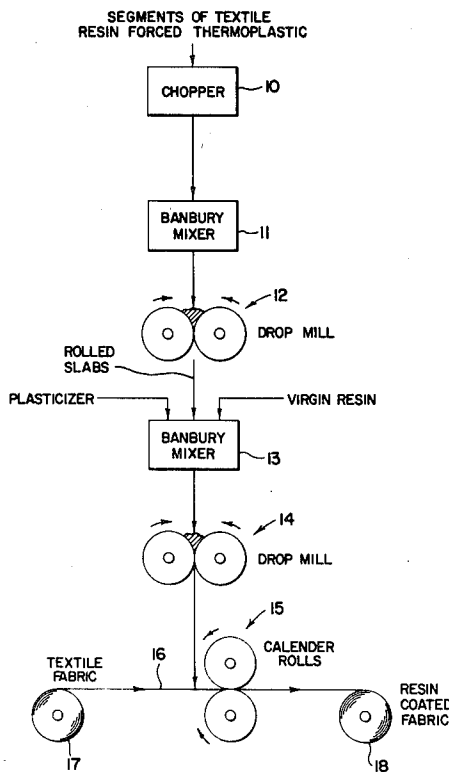 SEGMENTS OF TEXTILE
RESIN FORCED THERMOPLASTIC
CHOPPER
10
BANBURY
MIXER
11
12
DROP MILL
ROLLED
SLABS
PLASTICIZER
VIRGIN RESIN
BANBURY
MIXER
13
14
DROP MILL
15
CALENDER
ROLLS
TEXTILE
FABRIC
16
RESIN
COATED
FABRIC
17
18